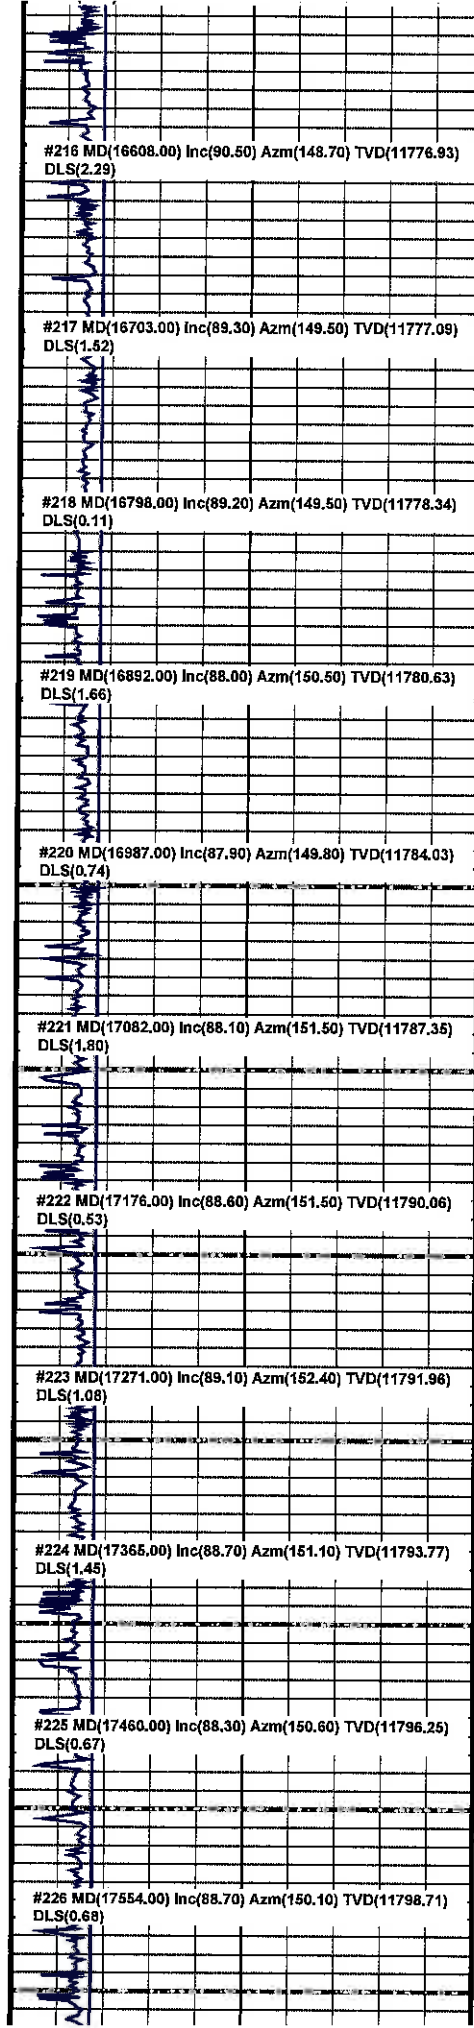 #216 MD(16608.00) Inc(90.50) Azm(148.70) TVD(11776.93)
DLS(2.29)
#217 MD(16703.00) Inc(89.30) Azm(149.50) TVD(11777.09)
DLS(1.52)
#218 MD(16798.00) Inc(89.20) Azm(149.50) TVD(11778.34)
DLS(0.11)
#219 MD(16892.00) Inc(88.00) Azm(150.50) TVD(11780.63)
DLS(1.66)
#220 MD(16987.00) Inc(87.90) Azm(149.80) TVD(11784.03)
DLS(0.74)
#221 MD(17082.00) Inc(88.10) Azm(151.50) TVD(11787.35)
DLS(1.80)
#222 MD(17176.00) Inc(88.60) Azm(151.50) TVD(11790.06)
DLS(0.53)
#223 MD(17271.00) Inc(89.10) Azm(152.40) TVD(11791.96)
DLS(1.08)
#224 MD(17365.00) Inc(88.70) Azm(151.10) TVD(11793.77)
DLS(1.45)
#225 MD(17460.00) Inc(88.30) Azm(150.60) TVD(11796.25)
DLS(0.67)
#226 MD(17554.00) Inc(88.70) Azm(150.10) TVD(11798.71)
DLS(0.68)